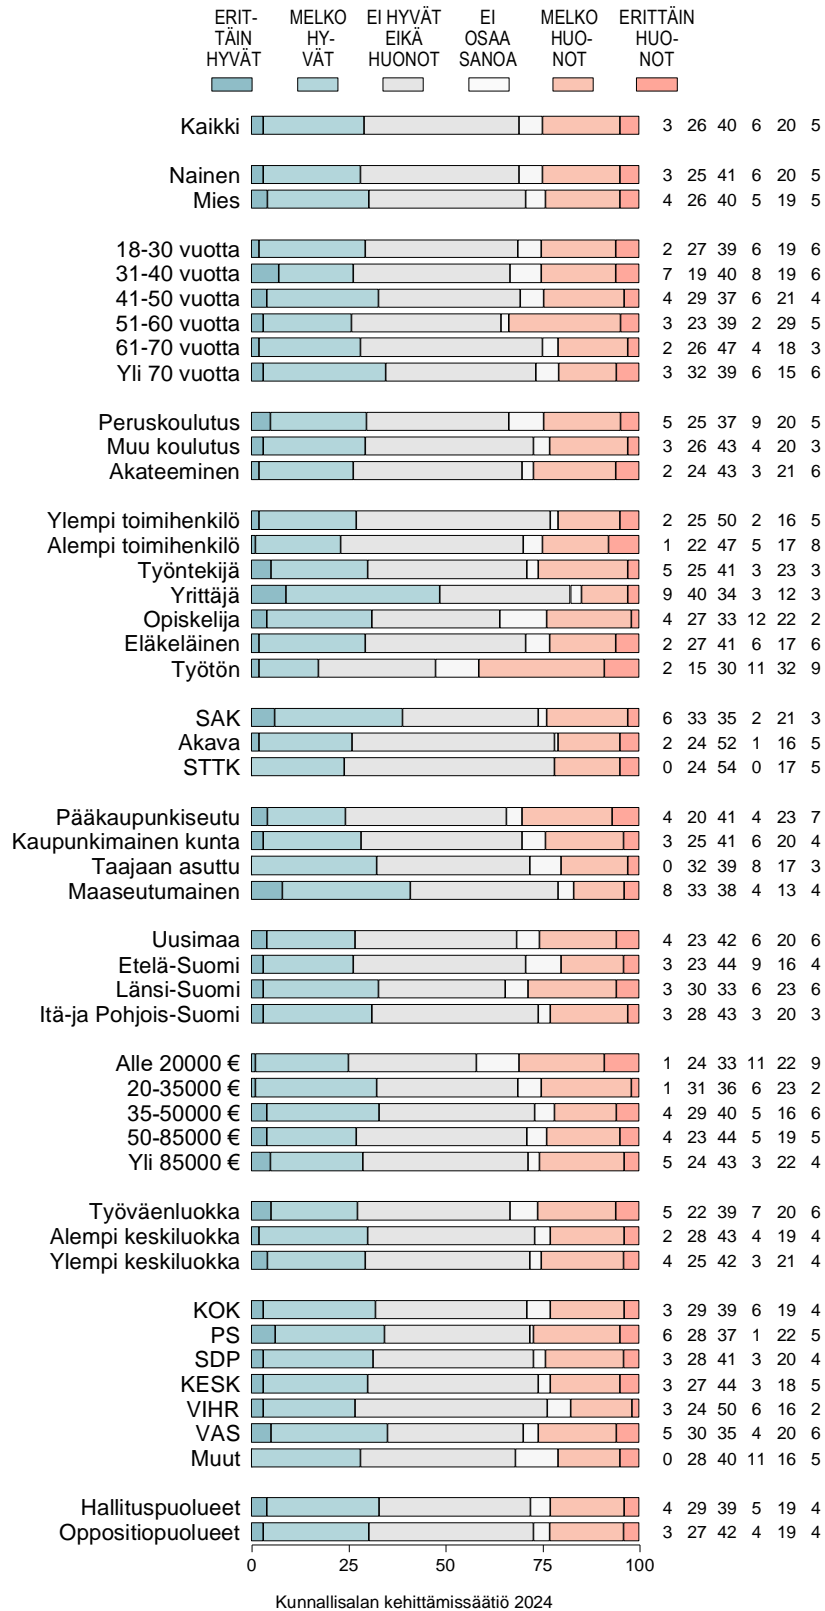 ERIT- MELKO EI HYVÄT EI MELKO ERITTÄIN
TÄIN HY- EIKÄ OSAA HUO- HUO-
HYVÄT VÄT HUONOT SANOA NOT NOT
Kaikki 3 26 40 6 20 5
Nainen 3 25 41 6 20 5
Mies 4 26 40 5 19 5
18-30 vuotta 2 27 39 6 19 6
31-40 vuotta 7 19 40 8 19 6
41-50 vuotta 4 29 37 6 21 4
51-60 vuotta 3 23 39 2 29 5
61-70 vuotta 2 26 47 4 18 3
Yli 70 vuotta 3 32 39 6 15 6
Peruskoulutus 5 25 37 9 20 5
Muu koulutus 3 26 43 4 20 3
Akateeminen 2 24 43 3 21 6
Ylempi toimihenkilö 2 25 50 2 16 5
Alempi toimihenkilö 1 22 47 5 17 8
Työntekijä 5 25 41 3 23 3
Yrittäjä 9 40 34 3 12 3
Opiskelija 4 27 33 12 22 2
Eläkeläinen 2 27 41 6 17 6
Työtön 2 15 30 11 32 9
SAK 6 33 35 2 21 3
Akava 2 24 52 1 16 5
STTK 0 24 54 0 17 5
Pääkaupunkiseutu 4 20 41 4 23 7
Kaupunkimainen kunta 3 25 41 6 20 4
Taajaan asuttu 0 32 39 8 17 3
Maaseutumainen 8 33 38 4 13 4
Uusimaa 4 23 42 6 20 6
Etelä-Suomi 3 23 44 9 16 4
Länsi-Suomi 3 30 33 6 23 6
Itä-ja Pohjois-Suomi 3 28 43 3 20 3
Alle 20000 € 1 24 33 11 22 9
20-35000 € 1 31 36 6 23 2
35-50000 € 4 29 40 5 16 6
50-85000 € 4 23 44 5 19 5
Yli 85000 € 5 24 43 3 22 4
Työväenluokka 5 22 39 7 20 6
Alempi keskiluokka 2 28 43 4 19 4
Ylempi keskiluokka 4 25 42 3 21 4
KOK 3 29 39 6 19 4
PS 6 28 37 1 22 5
SDP 3 28 41 3 20 4
KESK 3 27 44 3 18 5
VIHR 3 24 50 6 16 2
VAS 5 30 35 4 20 6
Muut 0 28 40 11 16 5
Hallituspuolueet 4 29 39 5 19 4
Oppositiopuolueet 3 27 42 4 19 4
0 25 50 75 100
Kunnallisalan kehittämissäätiö 2024